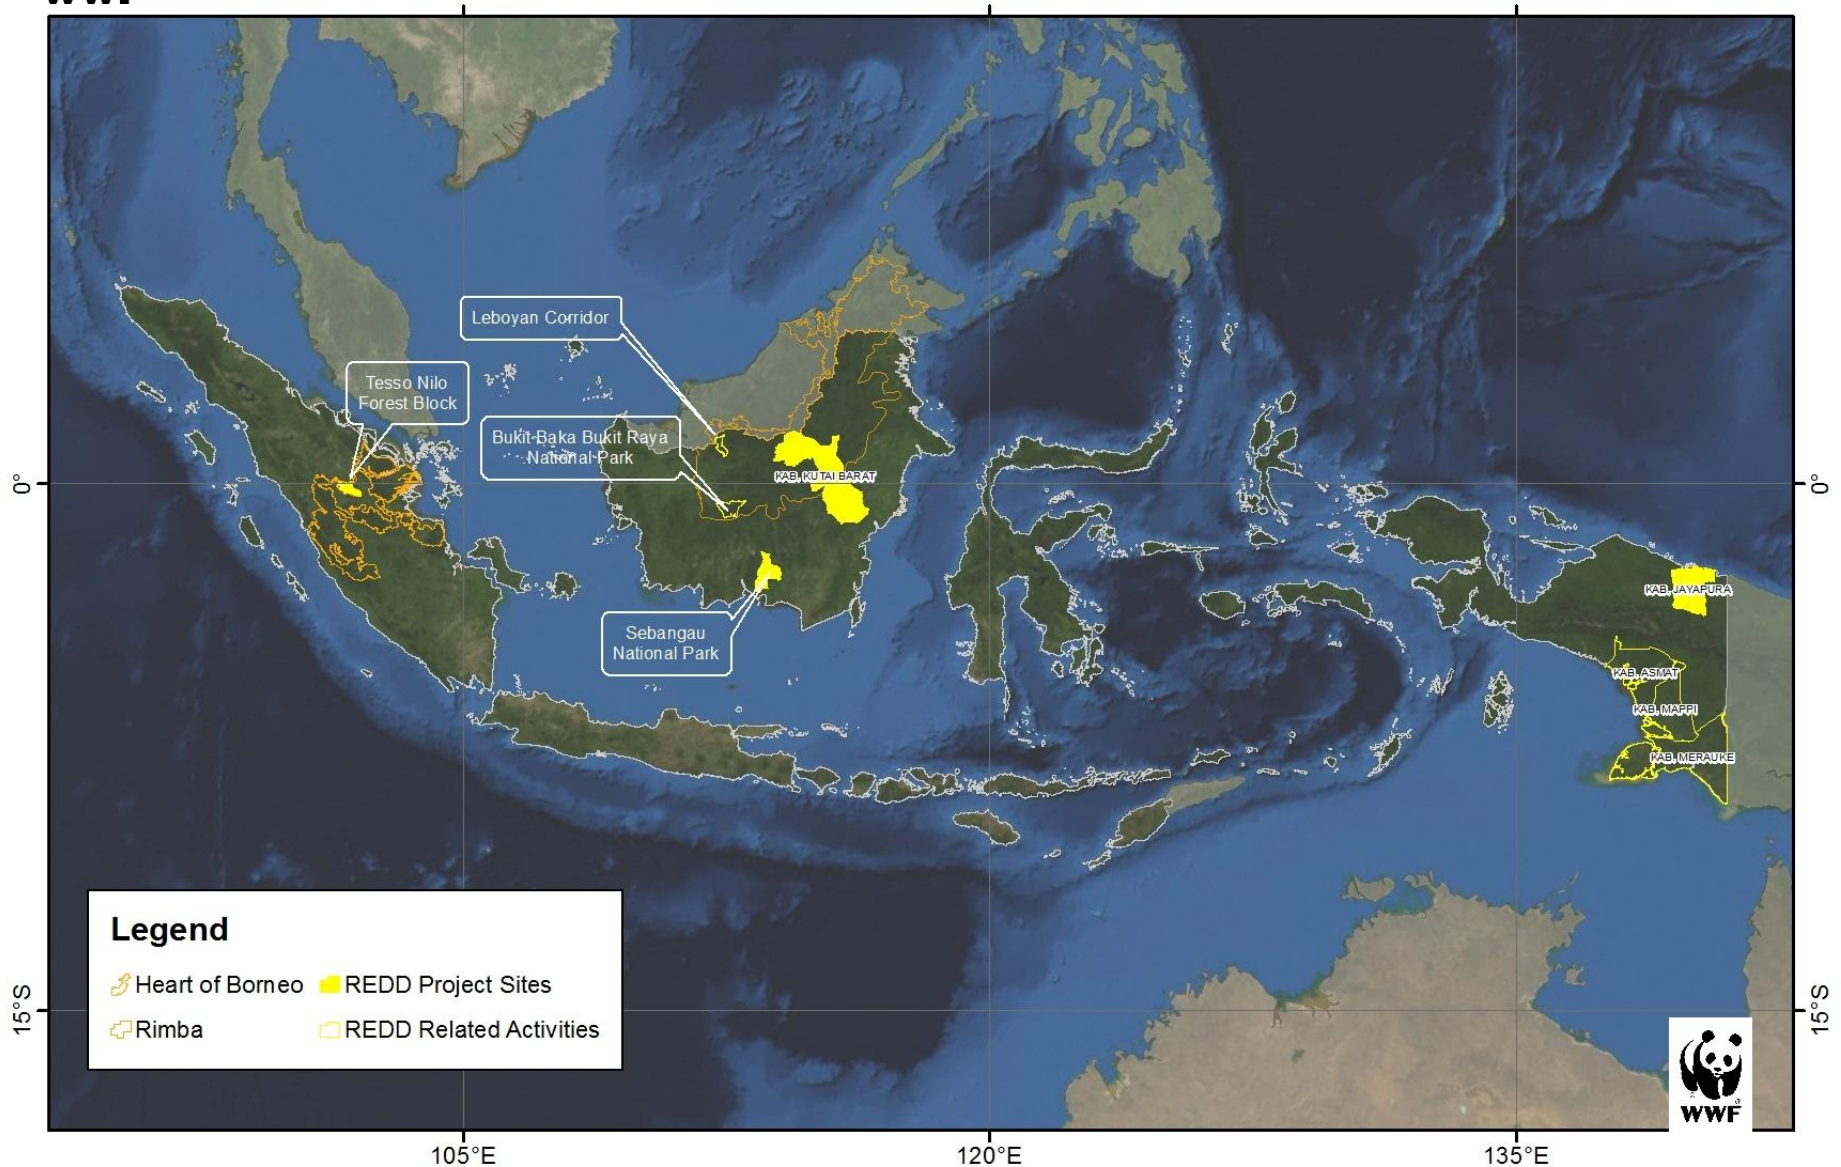 WWF
Leboyan Corridor
Tesso Nilo
Forest Block
Bukit Baka Bukit Raya
National Park
KAB. KUTAI BARAT
0°
0°
KAB. JAYAPURA
Sebangau
National Park
KAB. ASMAT
KAB. MAPPI
KAB. MERAUKE
Legend
Heart of Borneo
REDD Project Sites
Rimba
REDD Related Activities
15°S
15°S
WWF
105°E
120°E
135°E